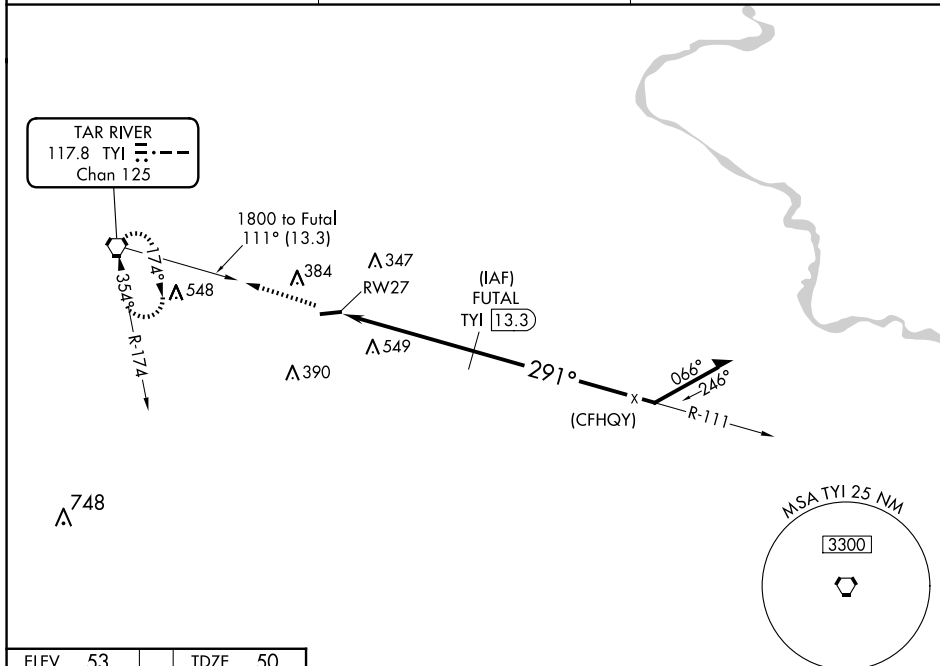 TAR RIVER
117.8 TYI
Chan 125
1800 to Futal
111° (13.3)
174°
354°
R-174
548
384
347
RW27
549
390
(IAF)
FUTAL
TYI 13.3
291°
X
(CFHQY)
066°
246°
R-111
748
MSA TYI 25 NM
3300
ELEV 53 TDZE 50